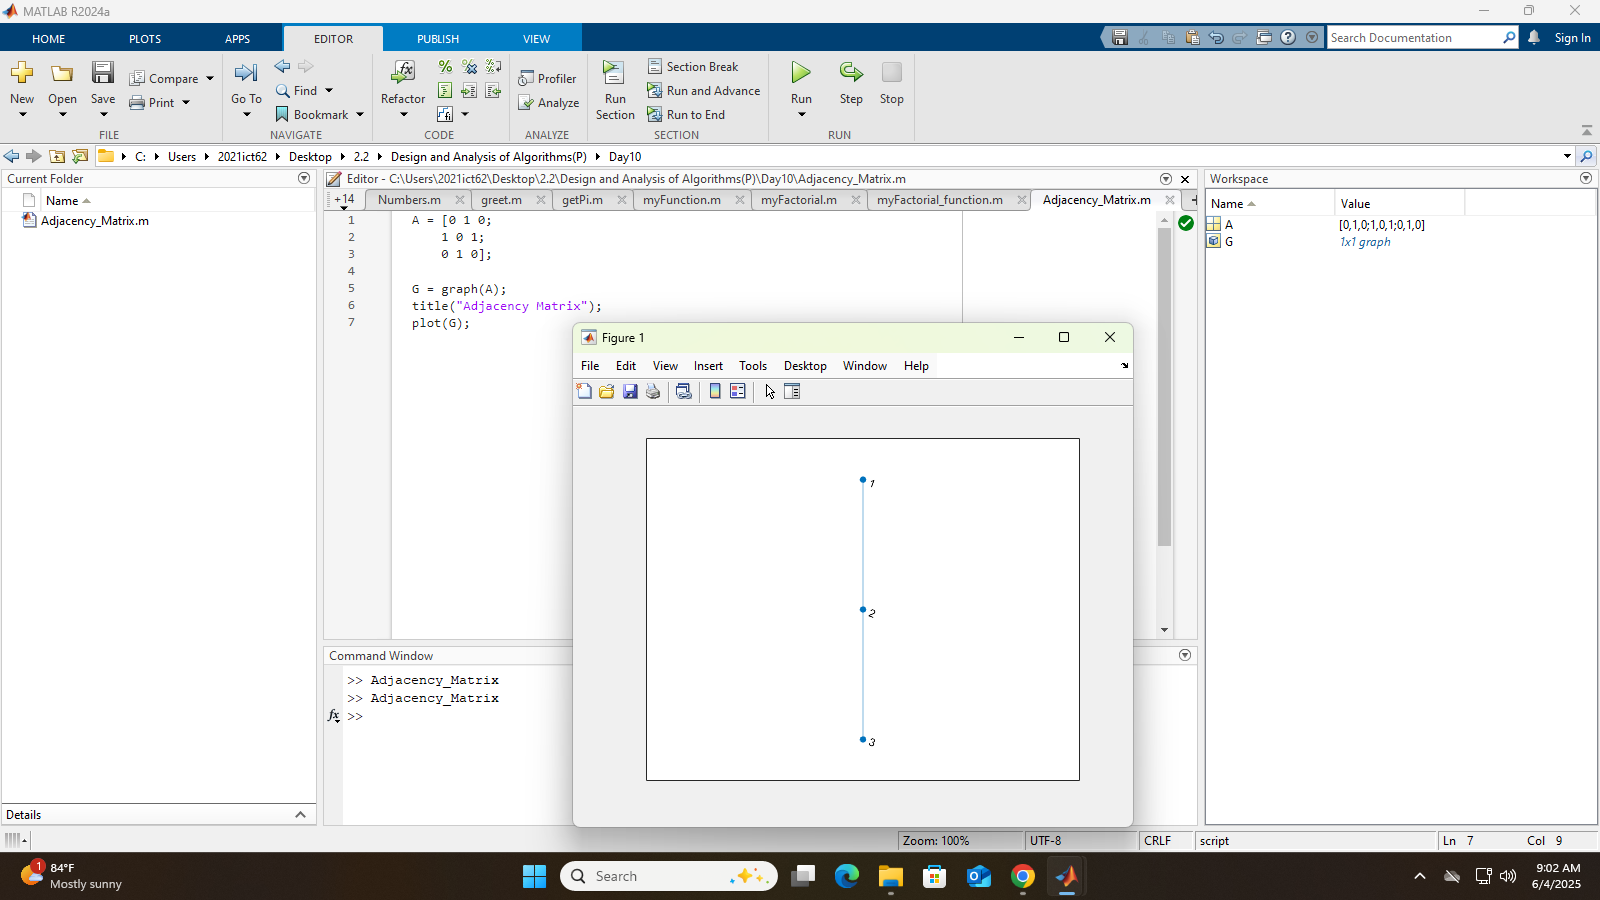 MATLAB R2024a
HOME PLOTS APPS EDITOR PUBLISH VIEW
Search Documentation Sign In
New Open Save Compare Print
FILE
Go To Find Bookmark
NAVIGATE
Refactor
CODE
Profiler Analyze
ANALYZE
Run Section
Section Break
Run and Advance
Run to End
SECTION
Run Step Stop
RUN
C: Users 2021ict62 Desktop 2.2 Design and Analysis of Algorithms(P) Day10
Current Folder
Name
Adjacency_Matrix.m
Details
Editor - C:\Users\2021ict62\Desktop\2.2\Design and Analysis of Algorithms(P)\Day10\Adjacency_Matrix.m
+14 Numbers.m greet.m getPi.m myFunction.m myFactorial.m myFactorial_function.m Adjacency_Matrix.m
1 A = [0 1 0;
2 1 0 1;
3 0 1 0];
4
5 G = graph(A);
6 title("Adjacency Matrix");
7 plot(G);
Figure 1
File Edit View Insert Tools Desktop Window Help
1
2
3
Command Window
>> Adjacency_Matrix
>> Adjacency_Matrix
fx >>
Workspace
Name Value
A [0,1,0;1,0,1;0,1,0]
G 1x1 graph
Zoom: 100% UTF-8 CRLF script Ln 7 Col 9
1
84°F
Mostly sunny
Search
9:02 AM
6/4/2025